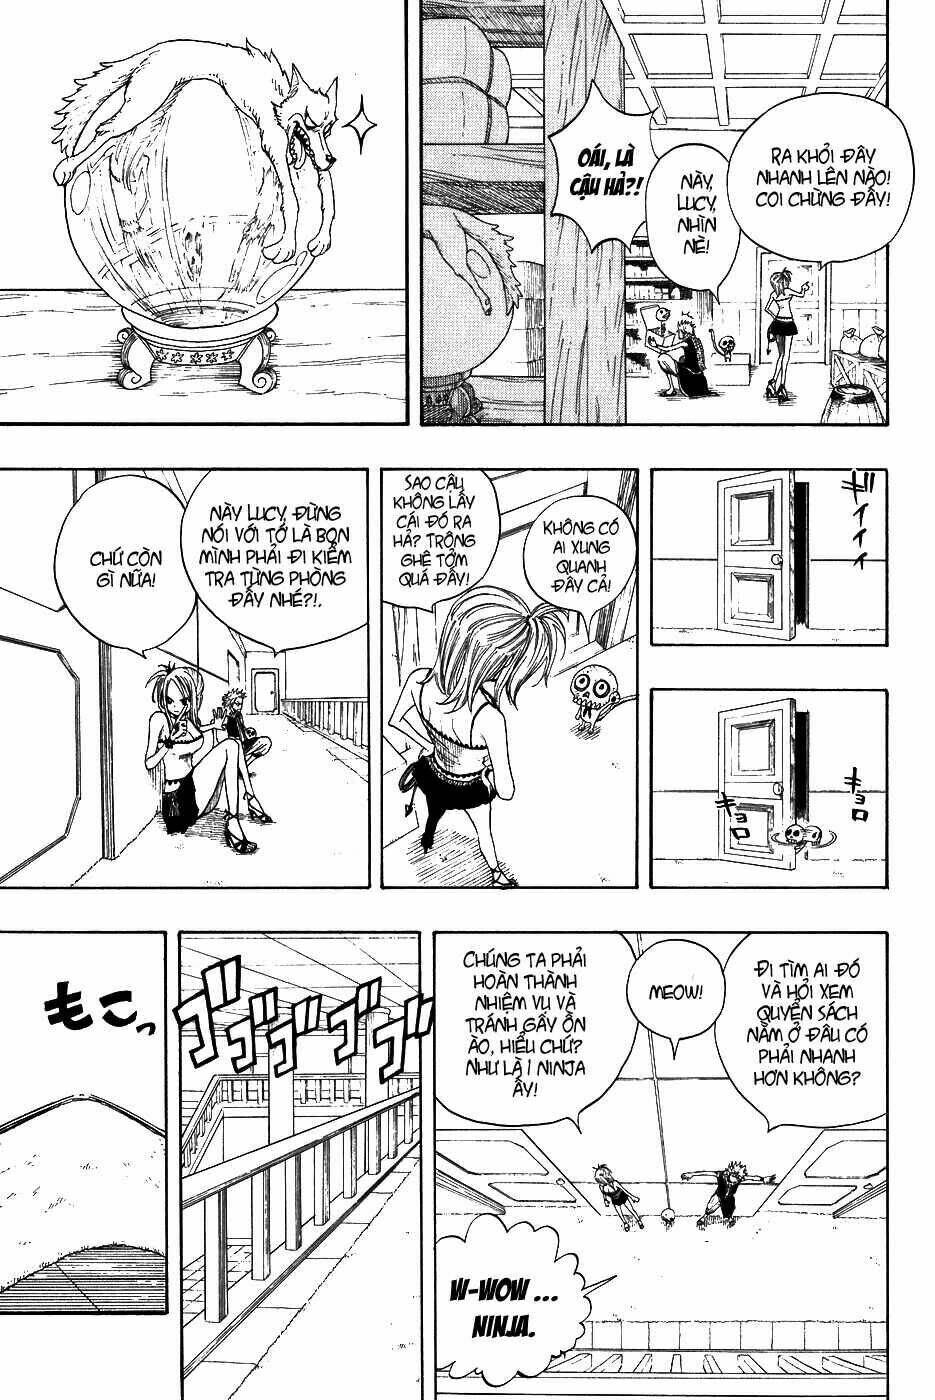 RA KHỎI ĐÂY
NHANH LÊN NÀO!
COI CHỪNG ĐẤY!
NÀY,
LUCY,
NHÌN
NÈ!
OÁI, LÀ
CẬU HẢ?!
ギィィィ
キョロ
キョロ
KHÔNG CÓ
AI XUNG
QUANH
ĐÂY CẢ!
SAO CẬU
KHÔNG LẤY
CÁI ĐÓ RA
HẢ? TRÔNG
GHÊ TỞM
QUÁ ĐẤY!
NÀY LUCY, ĐỪNG
NÓI VỚI TỚ LÀ BỌN
MÌNH PHẢI ĐI KIỂM
TRA TỪNG PHÒNG
ĐẤY NHÉ?!.
CHỨ CÒN
GÌ NỮA!
ĐI TÌM AI ĐÓ
VÀ HỎI XEM
QUYỂN SÁCH
NẰM Ở ĐÂU CÓ
PHẢI NHANH
HƠN KHÔNG?
MEOW!
CHÚNG TA PHẢI
HOÀN THÀNH
NHIỆM VỤ VÀ
TRÁNH GÂY ỒN
ÀO, HIỂU CHỨ?
NHƯ LÀ 1 NINJA
ẤY!
W-WOW ...
NINJA.
ゴゴゴゴゴ
もこっ